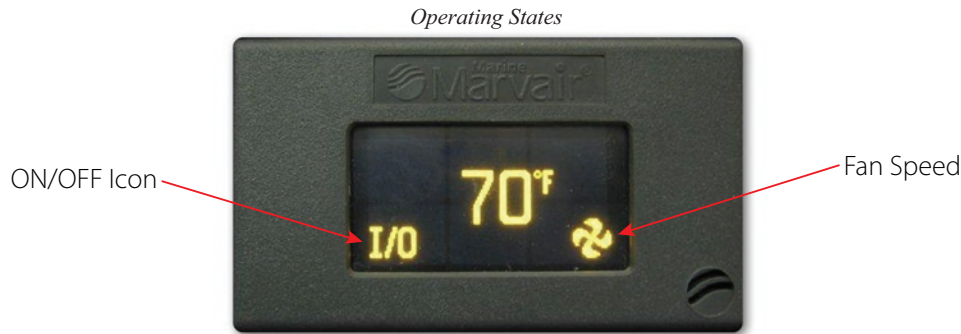 Operating States
Marine
Marvair®
70°F
ON/OFF Icon
Fan Speed
I/O